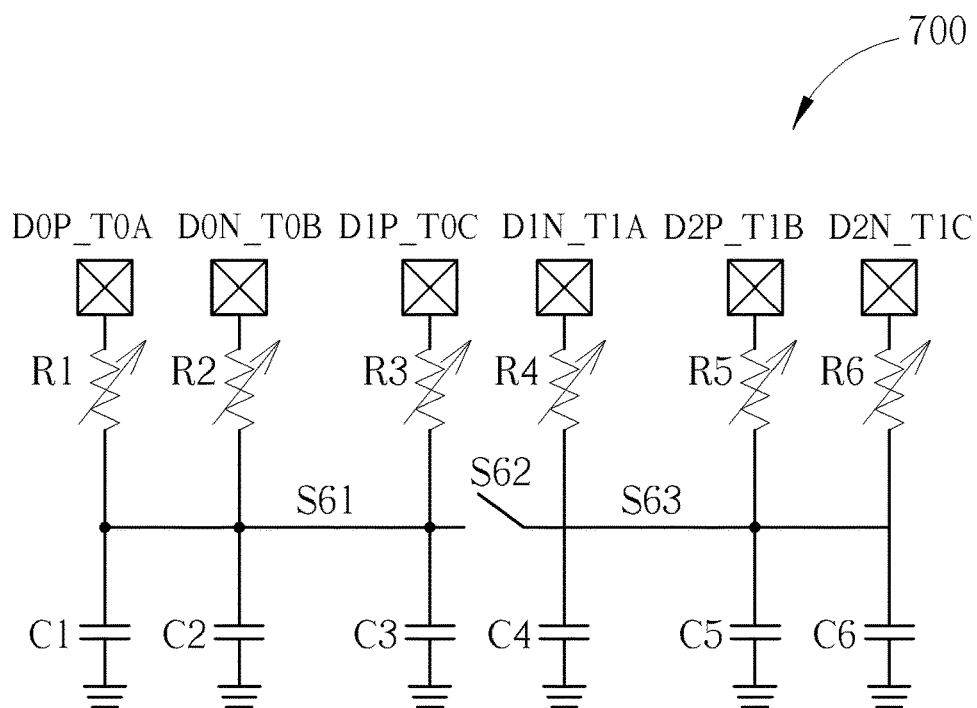 700
D0P_T0A D0N_T0B D1P_T0C D1N_T1A D2P_T1B D2N_T1C
R1 R2 R3 R4 R5 R6
S61 S62 S63
C1 C2 C3 C4 C5 C6